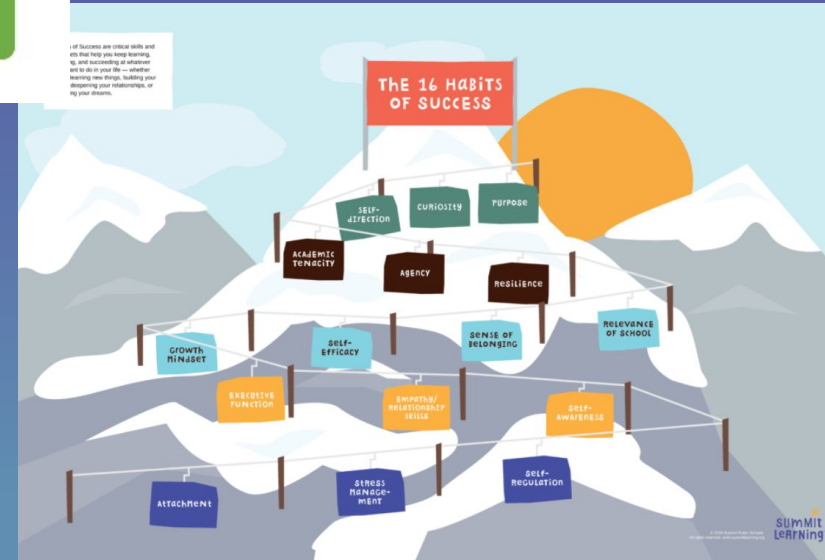 of Success are critical skills and
ets that help you keep learning,
g, and succeeding at whatever
ant to do in your life — whether
learning new things, building your
deepening your relationships, or
ng your dreams.
THE 16 HABITS
OF SUCCESS
SELF-
DIRECTION
CURIOSITY
PURPOSE
ACADEMIC
TENACITY
AGENCY
RESILIENCE
GROWTH
MINDSET
SELF-
EFFICACY
SENSE OF
BELONGING
RELEVANCE
OF SCHOOL
EXECUTIVE
FUNCTION
EMPATHY/
RELATIONSHIP
SKILLS
SELF-
AWARENESS
ATTACHMENT
STRESS
MANAGE-
MENT
SELF-
REGULATION
SUMMIT
LEARNING